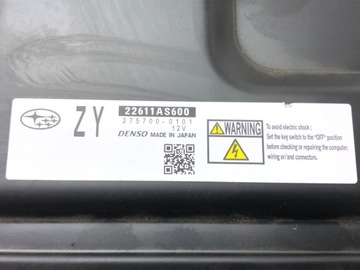 ZY
22611AS600
275700-0101
12V
DENSO MADE IN JAPAN
WARNING
To avoid electric shock ;
Set the key switch to the "OFF" position
before checking or repairing the computer,
wiring or/and connectors.